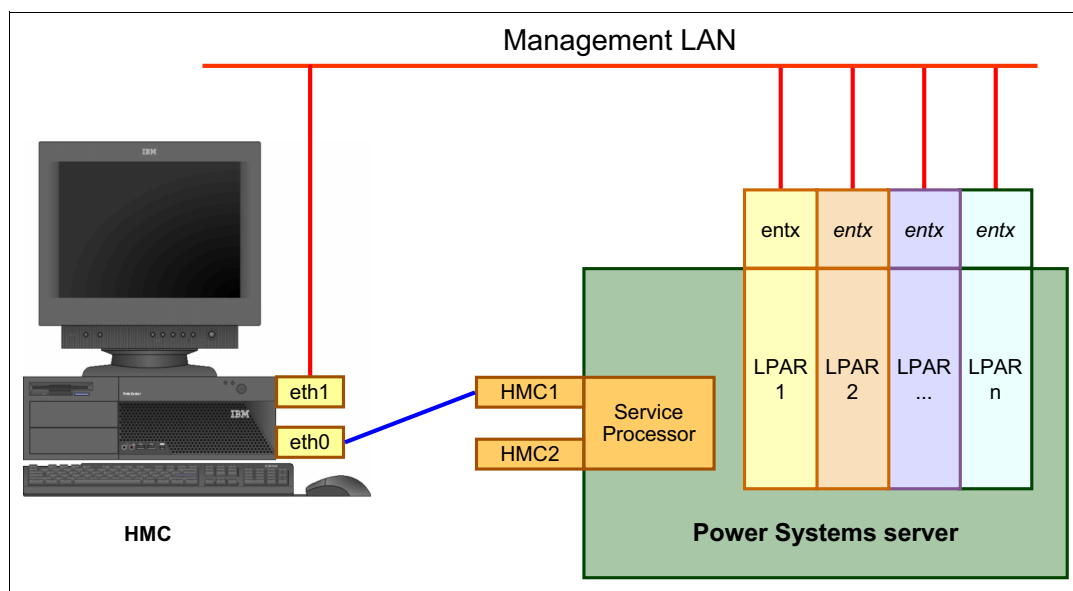 Management LAN
IBM
entx
entx
entx
entx
eth1
eth0
IBM
HMC1
HMC2
Service
Processor
LPAR
1
LPAR
2
LPAR
...
LPAR
n
HMC
Power Systems server